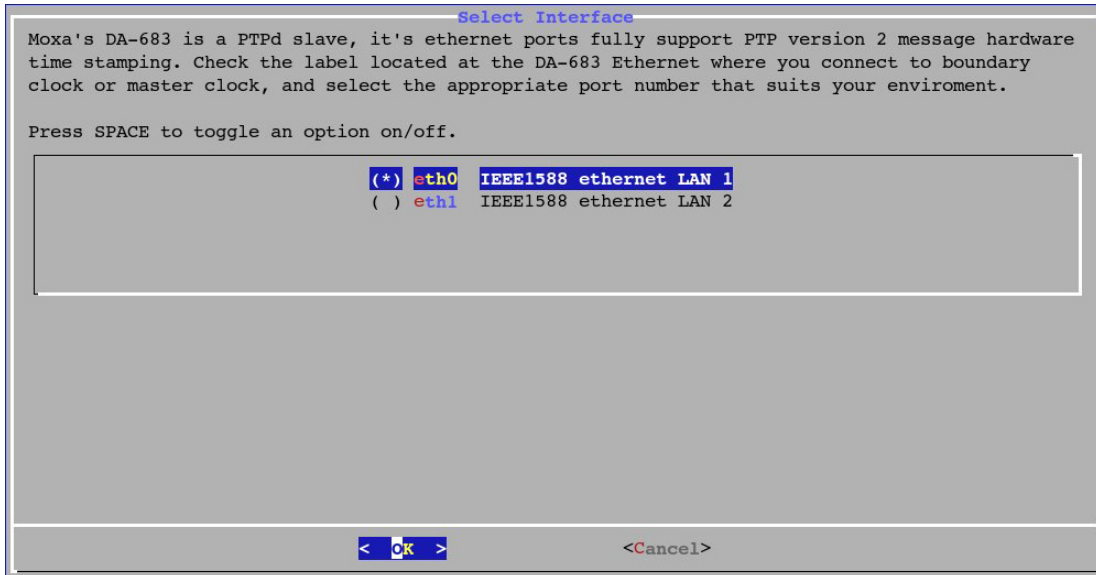 Select Interface
Moxa's DA-683 is a PTPd slave, it's ethernet ports fully support PTP version 2 message hardware
time stamping. Check the label located at the DA-683 Ethernet where you connect to boundary
clock or master clock, and select the appropriate port number that suits your enviroment.
Press SPACE to toggle an option on/off.
(*) eth0 IEEE1588 ethernet LAN 1
( ) eth1 IEEE1588 ethernet LAN 2
< OK > <Cancel>